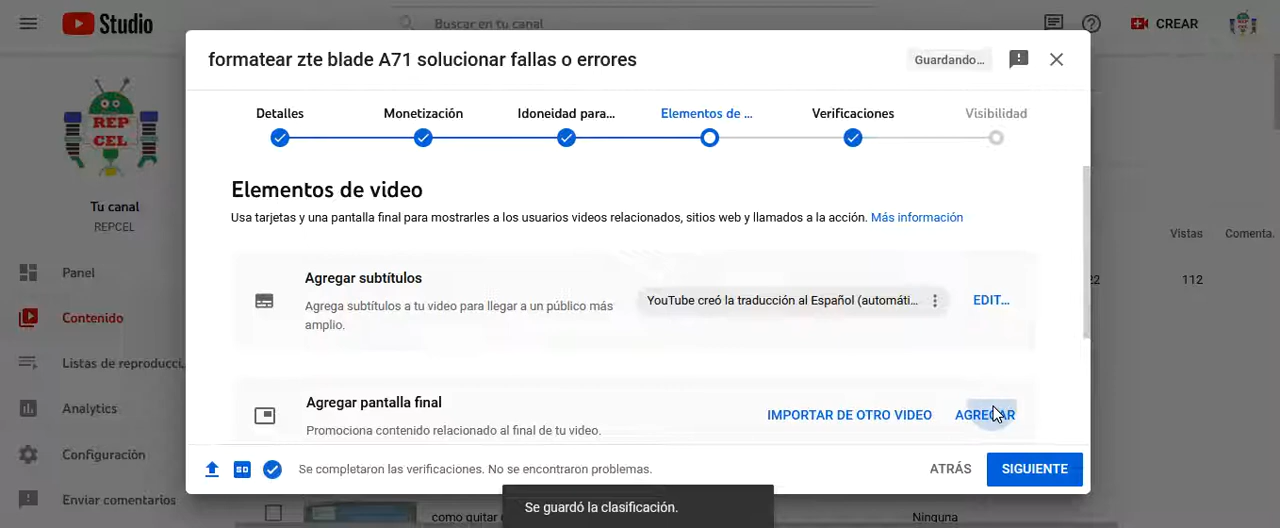 Studio
Buscar en tu canal
CREAR
formatear zte blade A71 solucionar fallas o errores
Guardando...
Detalles
Monetización
Idoneidad para...
Elementos de ...
Verificaciones
Visibilidad
REP
CEL
Tu canal
REPCEL
Panel
Contenido
Listas de reproducci.
Analytics
Configuración
Enviar comentarios
Elementos de video
Usa tarjetas y una pantalla final para mostrarles a los usuarios videos relacionados, sitios web y llamados a la acción. Más información
Agregar subtítulos
Agrega subtítulos a tu video para llegar a un público más
amplio.
YouTube creó la traducción al Español (automáti...
EDIT...
Agregar pantalla final
Promociona contenido relacionado al final de tu video.
IMPORTAR DE OTRO VIDEO
AGREGAR
Vistas
Comenta.
22
112
SD
Se completaron las verificaciones. No se encontraron problemas.
ATRÁS
SIGUIENTE
Se guardó la clasificación.
como quitar
Ninguna